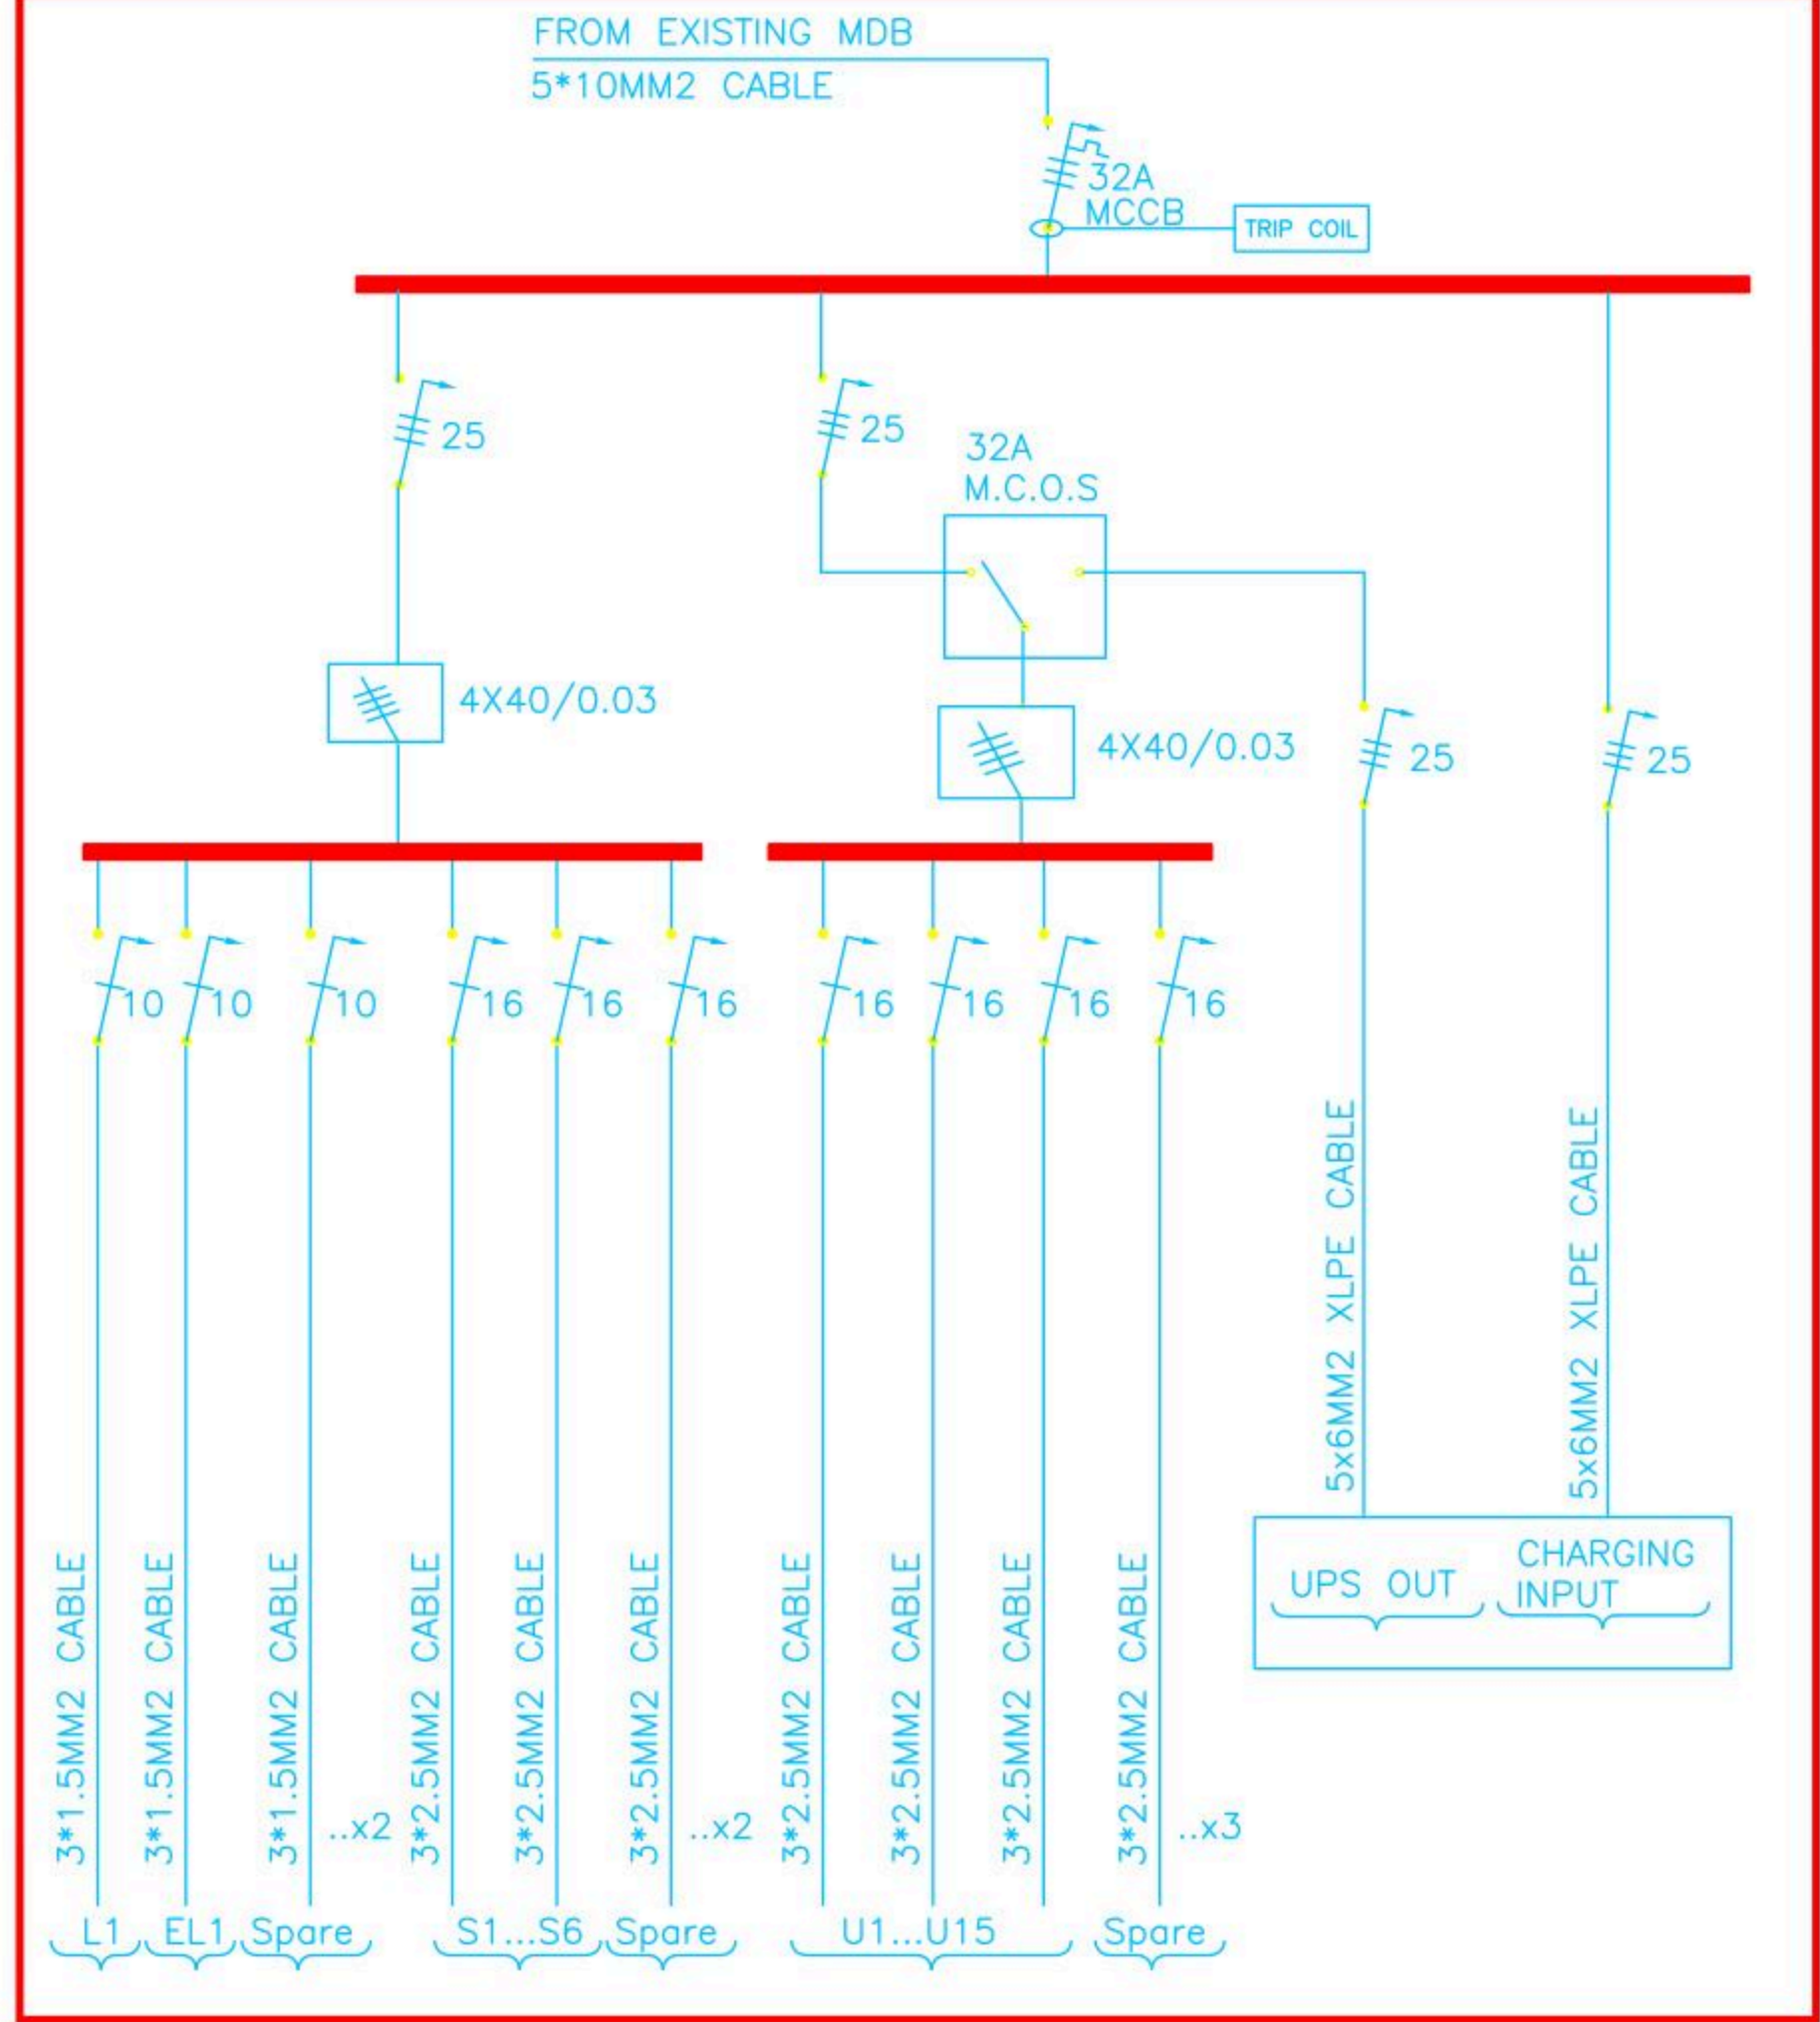 FROM EXISTING MDB
5*10MM2 CABLE
32A
MCCB
TRIP COIL
25
25
32A
M.C.O.S
4X40/0.03
4X40/0.03
25
25
10
10
10
16
16
16
16
16
16
16
5x6MM2 XLPE CABLE
5x6MM2 XLPE CABLE
UPS OUT
CHARGING
INPUT
3*1.5MM2 CABLE
3*1.5MM2 CABLE
3*1.5MM2 CABLE
..x2
3*2.5MM2 CABLE
3*2.5MM2 CABLE
3*2.5MM2 CABLE
..x2
3*2.5MM2 CABLE
3*2.5MM2 CABLE
3*2.5MM2 CABLE
3*2.5MM2 CABLE
..x3
L1
EL1
Spare
S1...S6
Spare
U1...U15
Spare